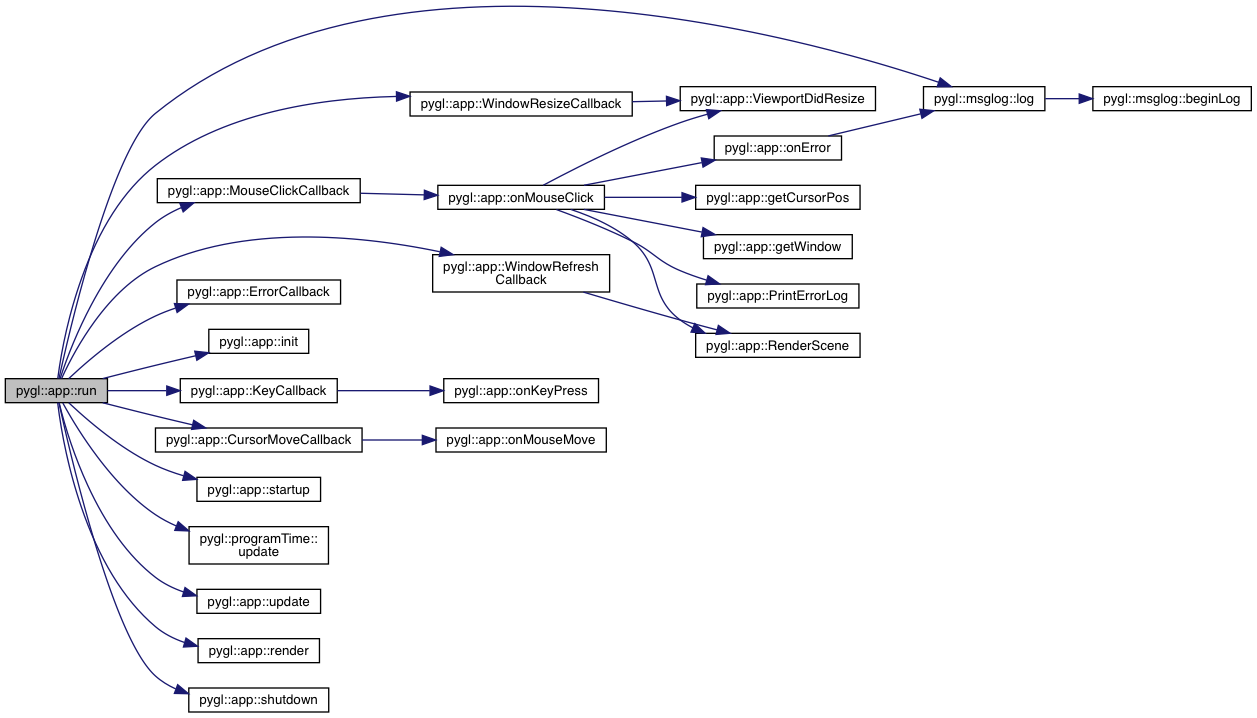 pygl::app::run
pygl::app::WindowResizeCallback
pygl::app::ViewportDidResize
pygl::msglog::log
pygl::msglog::beginLog
pygl::app::onError
pygl::app::MouseClickCallback
pygl::app::onMouseClick
pygl::app::getCursorPos
pygl::app::getWindow
pygl::app::WindowRefresh
Callback
pygl::app::ErrorCallback
pygl::app::PrintErrorLog
pygl::app::init
pygl::app::RenderScene
pygl::app::KeyCallback
pygl::app::onKeyPress
pygl::app::CursorMoveCallback
pygl::app::onMouseMove
pygl::app::startup
pygl::programTime::
update
pygl::app::update
pygl::app::render
pygl::app::shutdown